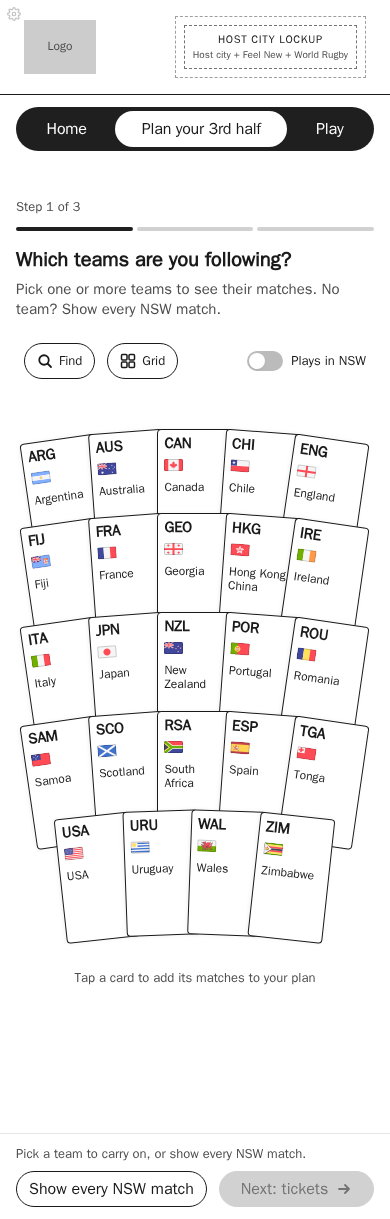 Logo
HOST CITY LOCKUP
Host city + Feel New + World Rugby
Home
Plan your 3rd half
Play
Step 1 of 3
Which teams are you following?
Pick one or more teams to see their matches. No
team? Show every NSW match.
Find
Grid
Plays in NSW
ARG
Argentina
AUS
Australia
CAN
Canada
CHI
Chile
ENG
England
FIJ
Fiji
FRA
France
GEO
Georgia
HKG
Hong Kong
China
IRE
Ireland
ITA
Italy
JPN
Japan
NZL
New
Zealand
POR
Portugal
ROU
Romania
SAM
Samoa
SCO
Scotland
RSA
South
Africa
ESP
Spain
TGA
Tonga
USA
USA
URU
Uruguay
WAL
Wales
ZIM
Zimbabwe
Tap a card to add its matches to your plan
Pick a team to carry on, or show every NSW match.
Show every NSW match
Next: tickets